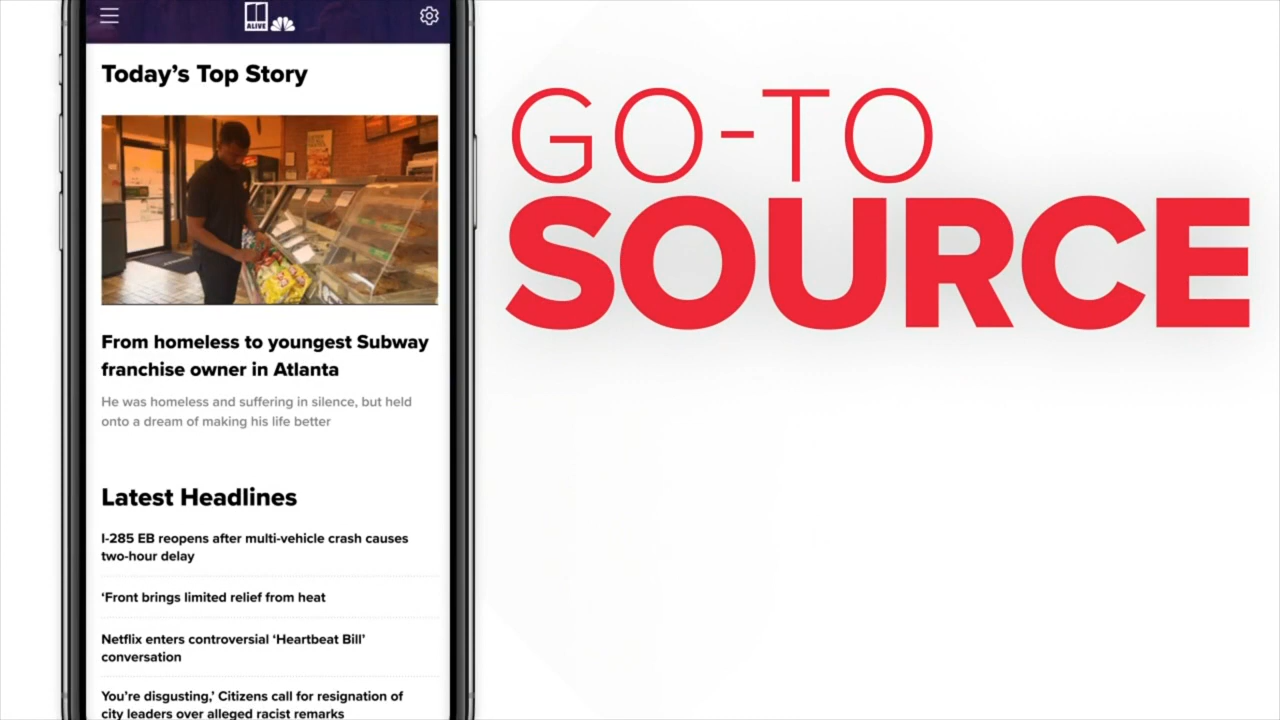 11
ALIVE
Today's Top Story
From homeless to youngest Subway
franchise owner in Atlanta
He was homeless and suffering in silence, but held
onto a dream of making his life better
Latest Headlines
I-285 EB reopens after multi-vehicle crash causes
two-hour delay
‘Front brings limited relief from heat
Netflix enters controversial ‘Heartbeat Bill’
conversation
You’re disgusting,’ Citizens call for resignation of
city leaders over alleged racist remarks
GO-TO
SOURCE